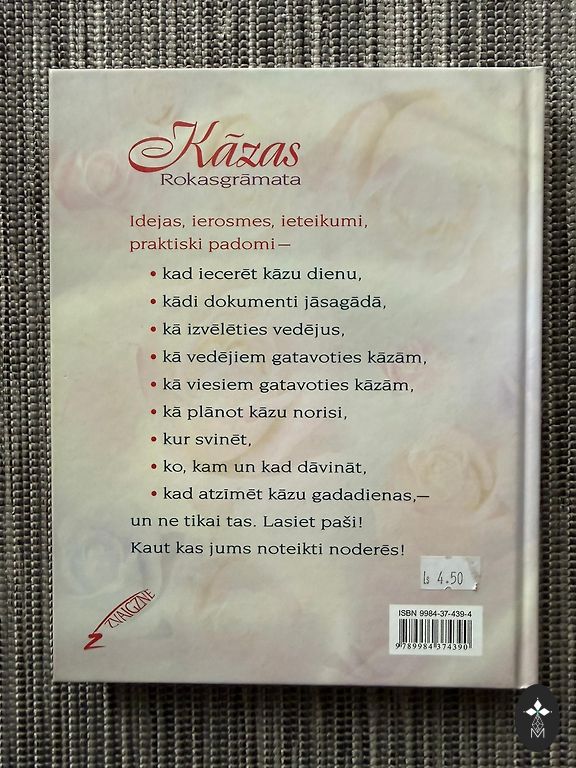 Kāzas
Rokasgrāmata
Idejas, ierosmes, ieteikumi,
praktiski padomi—
• kad iecerēt kāzu dienu,
• kādi dokumenti jāsagādā,
• kā izvēlēties vedējus,
• kā vedējiem gatavoties kāzām,
• kā viesiem gatavoties kāzām,
• kā plānot kāzu norisi,
• kur svinēt,
• ko, kam un kad dāvināt,
• kad atzīmēt kāzu gadadienas,—
un ne tikai tas. Lasiet paši!
Kaut kas jums noteikti noderēs!
Ls 4.50
ZVAIGZNE
ISBN 9984-37-439-4
9789984374390
M